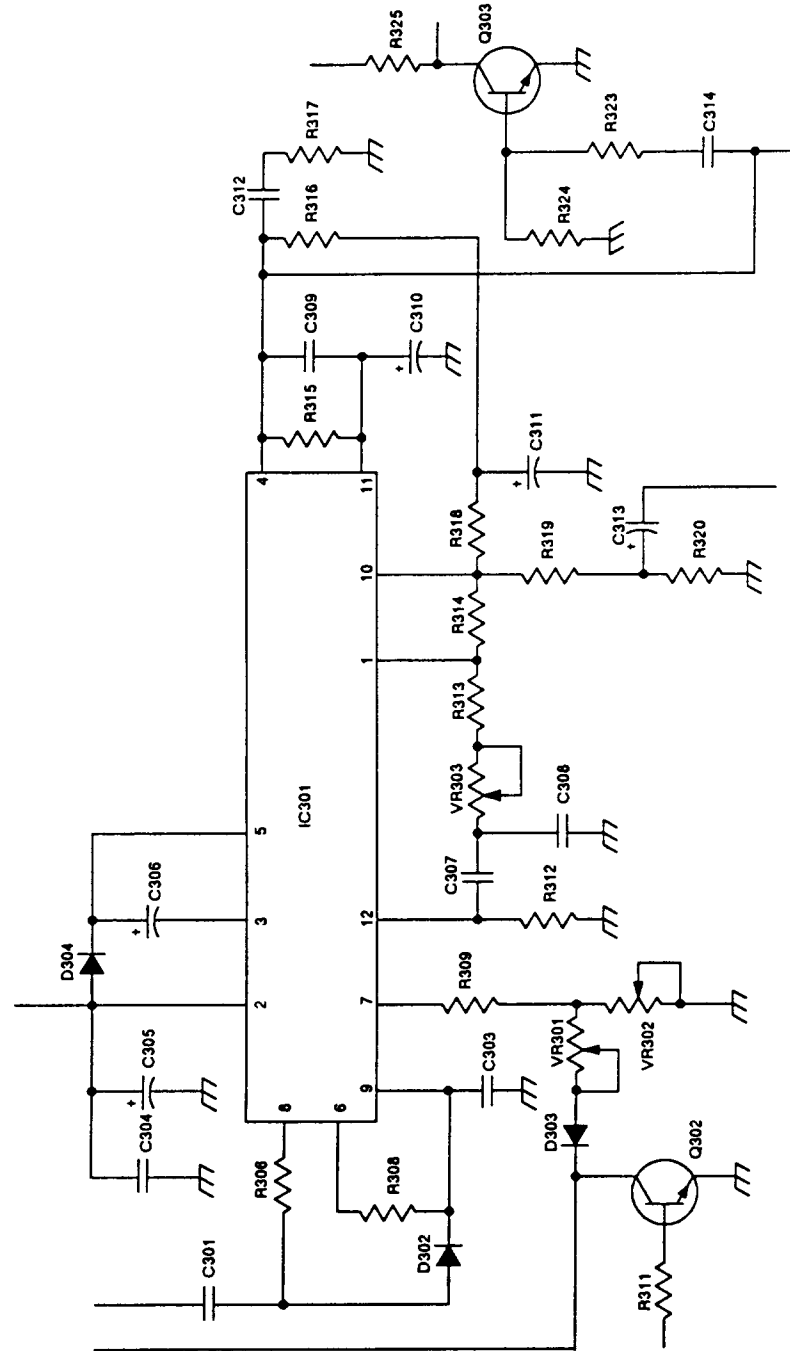 R325
Q303
R317
C312
R316
R323
C314
R324
C309
C310
R315
4
11
C311
R318
R319
C313
R320
10
R314
1
R313
VR303
C308
C307
R312
5
IC301
C306
3
12
D304
R309
2
7
VR301
VR302
C305
C303
9
D303
C304
8
6
R306
R308
Q302
D302
C301
R311
+
+
+
+
+